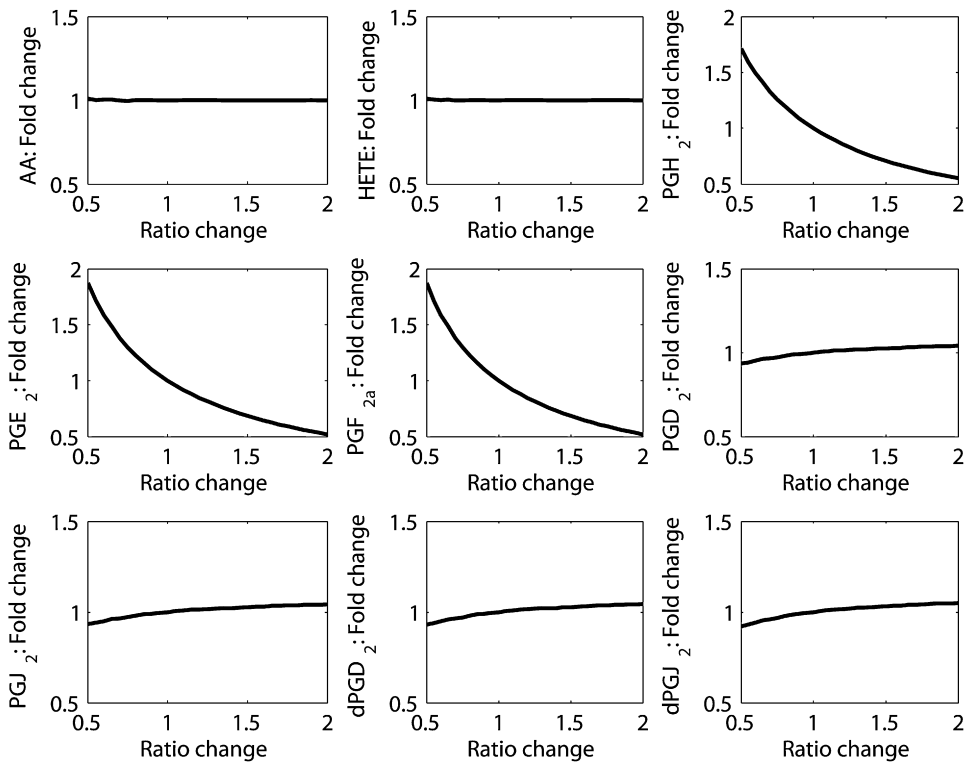 1.5
1
0.5
AA: Fold change
0.5 1 1.5 2
Ratio change
1.5
1
0.5
HETE: Fold change
0.5 1 1.5 2
Ratio change
2
1.5
1
0.5
PGH 2: Fold change
0.5 1 1.5 2
Ratio change
2
1.5
1
0.5
PGE 2: Fold change
0.5 1 1.5 2
Ratio change
2
1.5
1
0.5
PGF 2a: Fold change
0.5 1 1.5 2
Ratio change
1.5
1
0.5
PGD 2: Fold change
0.5 1 1.5 2
Ratio change
1.5
1
0.5
PGJ 2: Fold change
0.5 1 1.5 2
Ratio change
1.5
1
0.5
dPGD 2: Fold change
0.5 1 1.5 2
Ratio change
1.5
1
0.5
dPGJ 2: Fold change
0.5 1 1.5 2
Ratio change